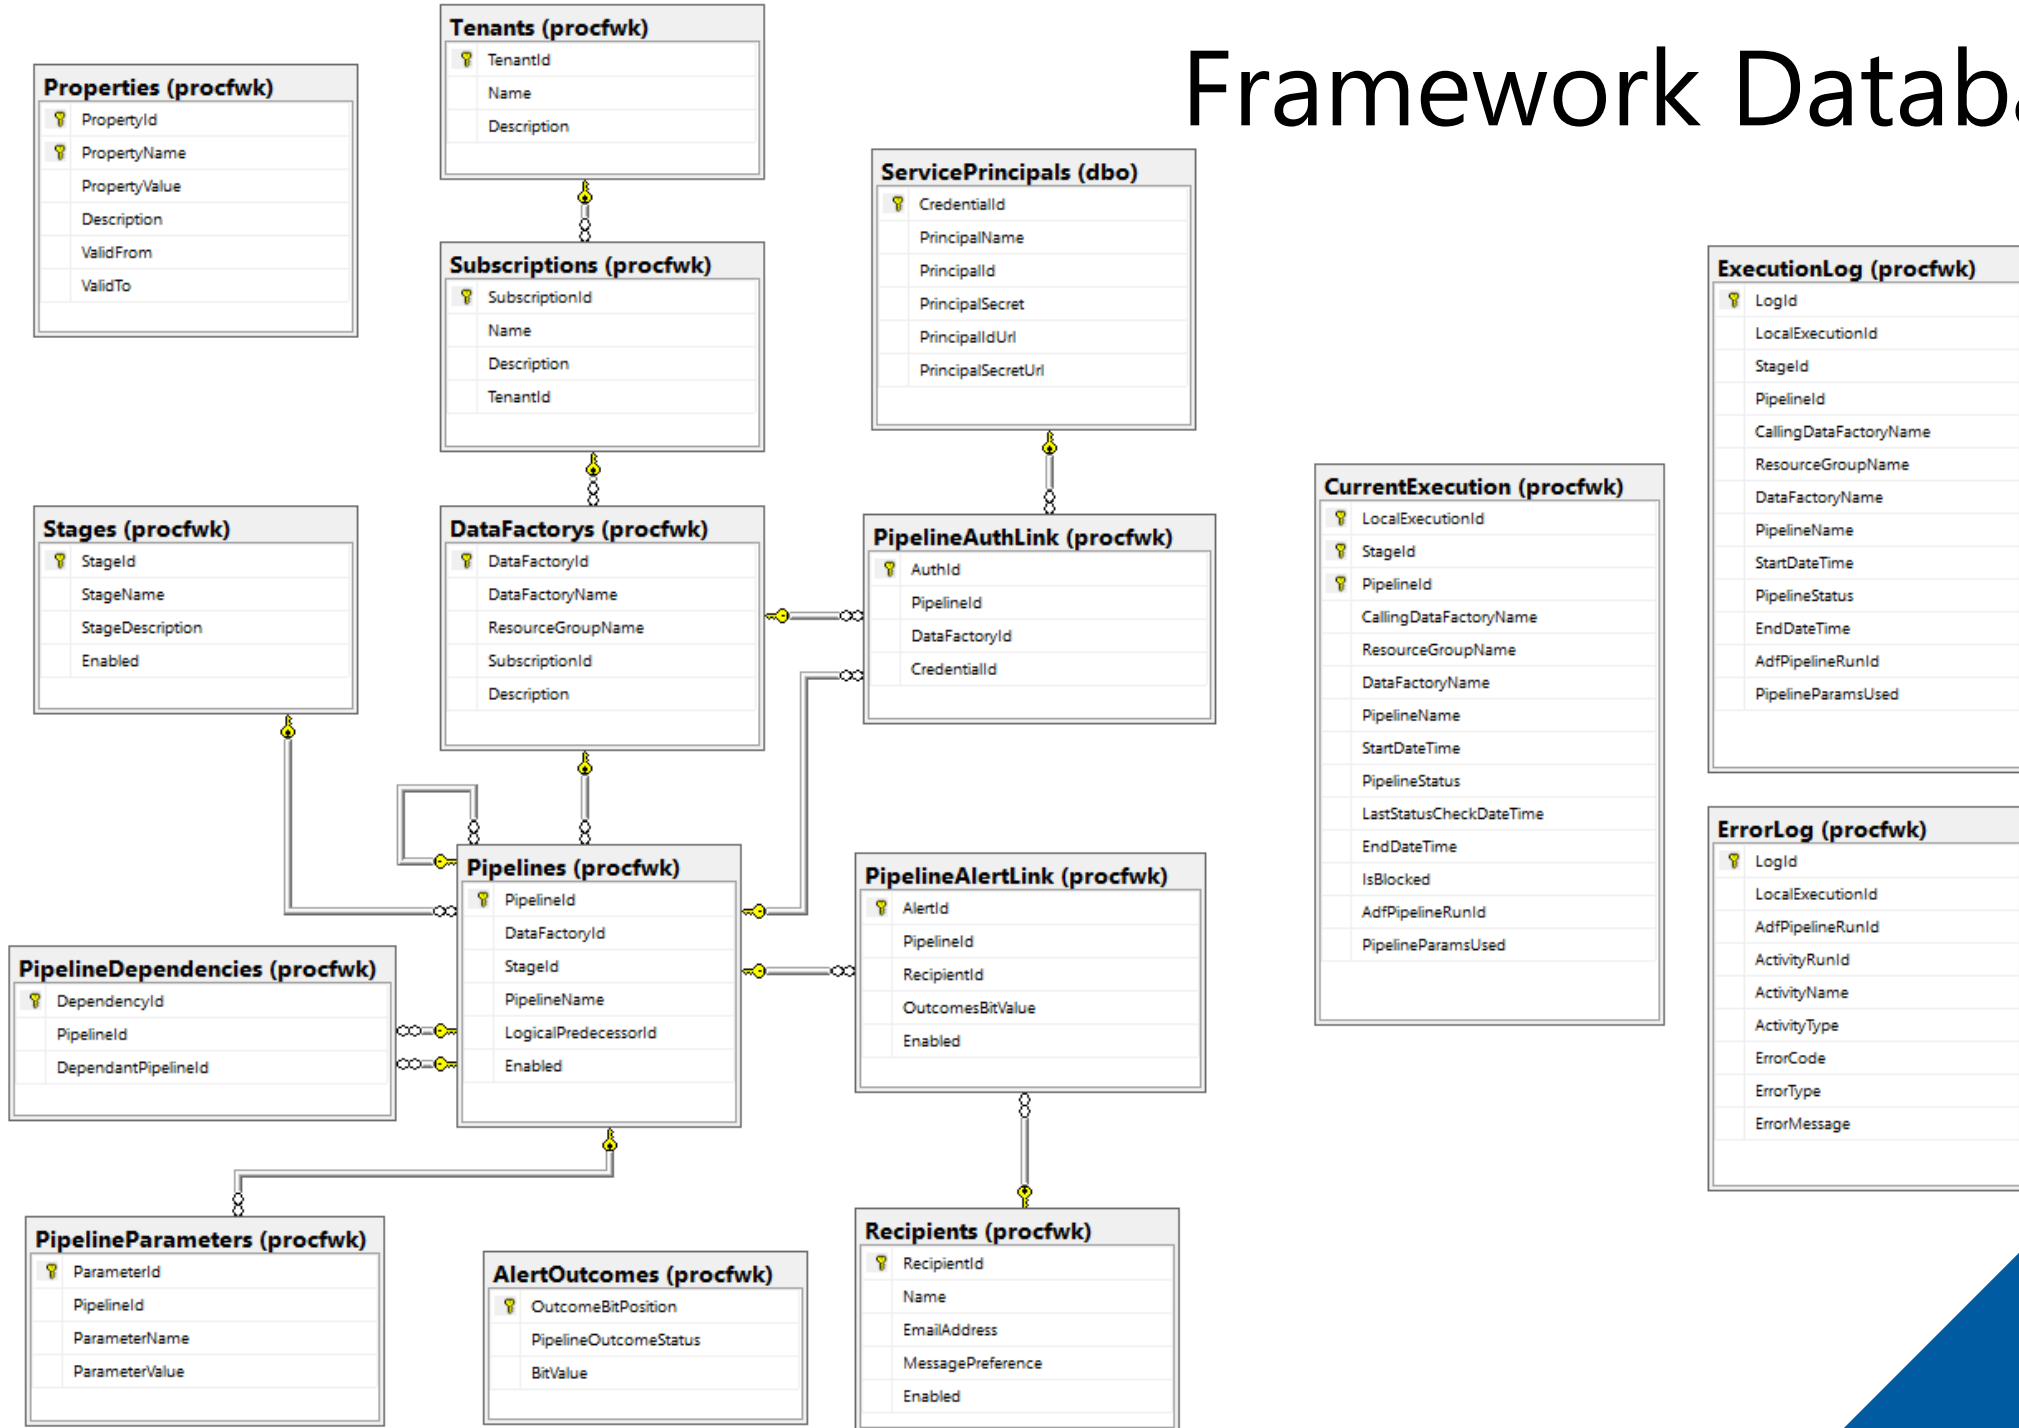 Framework Databa
Tenants (procfwk)
TenantId
Name
Description
Properties (procfwk)
PropertyId
PropertyName
PropertyValue
Description
ValidFrom
ValidTo
ServicePrincipals (dbo)
CredentialId
PrincipalName
PrincipalId
PrincipalSecret
PrincipalIdUrl
PrincipalSecretUrl
Subscriptions (procfwk)
SubscriptionId
Name
Description
TenantId
ExecutionLog (procfwk)
LogId
LocalExecutionId
StageId
PipelineId
CallingDataFactoryName
ResourceGroupName
DataFactoryName
PipelineName
StartDateTime
PipelineStatus
EndDateTime
AdfPipelineRunId
PipelineParamsUsed
CurrentExecution (procfwk)
LocalExecutionId
StageId
PipelineId
CallingDataFactoryName
ResourceGroupName
DataFactoryName
PipelineName
StartDateTime
PipelineStatus
LastStatusCheckDateTime
EndDateTime
IsBlocked
AdfPipelineRunId
PipelineParamsUsed
Stages (procfwk)
StageId
StageName
StageDescription
Enabled
DataFactorys (procfwk)
DataFactoryId
DataFactoryName
ResourceGroupName
SubscriptionId
Description
PipelineAuthLink (procfwk)
AuthId
PipelineId
DataFactoryId
CredentialId
ErrorLog (procfwk)
LogId
LocalExecutionId
AdfPipelineRunId
ActivityRunId
ActivityName
ActivityType
ErrorCode
ErrorType
ErrorMessage
Pipelines (procfwk)
PipelineId
DataFactoryId
StageId
PipelineName
LogicalPredecessorId
Enabled
PipelineAlertLink (procfwk)
AlertId
PipelineId
RecipientId
OutcomesBitValue
Enabled
PipelineDependencies (procfwk)
DependencyId
PipelineId
DependantPipelineId
PipelineParameters (procfwk)
ParameterId
PipelineId
ParameterName
ParameterValue
AlertOutcomes (procfwk)
OutcomeBitPosition
PipelineOutcomeStatus
BitValue
Recipients (procfwk)
RecipientId
Name
EmailAddress
MessagePreference
Enabled